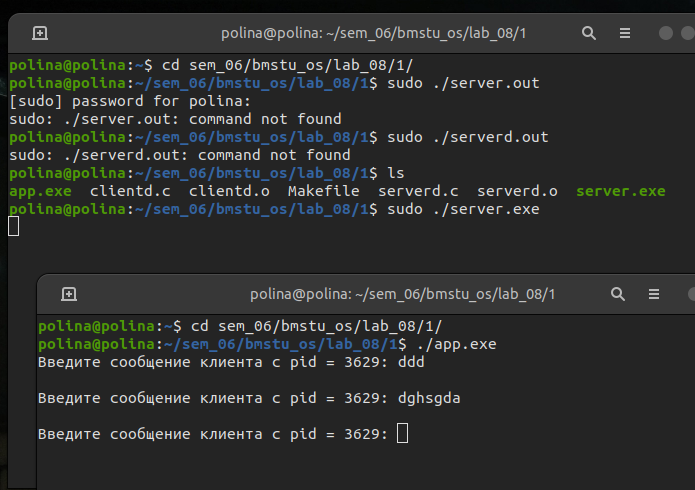 polina@polina: ~/sem_06/bmstu_os/lab_08/1
polina@polina:~$ cd sem_06/bmstu_os/lab_08/1/
polina@polina:~/sem_06/bmstu_os/lab_08/1$ sudo ./server.out
[sudo] password for polina:
sudo: ./server.out: command not found
polina@polina:~/sem_06/bmstu_os/lab_08/1$ sudo ./serverd.out
sudo: ./serverd.out: command not found
polina@polina:~/sem_06/bmstu_os/lab_08/1$ ls
app.exe  clientd.c  clientd.o  Makefile  serverd.c  serverd.o  server.exe
polina@polina:~/sem_06/bmstu_os/lab_08/1$ sudo ./server.exe
polina@polina: ~/sem_06/bmstu_os/lab_08/1
polina@polina:~$ cd sem_06/bmstu_os/lab_08/1/
polina@polina:~/sem_06/bmstu_os/lab_08/1$ ./app.exe
Введите сообщение клиента с pid = 3629: ddd
Введите сообщение клиента с pid = 3629: dghsgda
Введите сообщение клиента с pid = 3629: